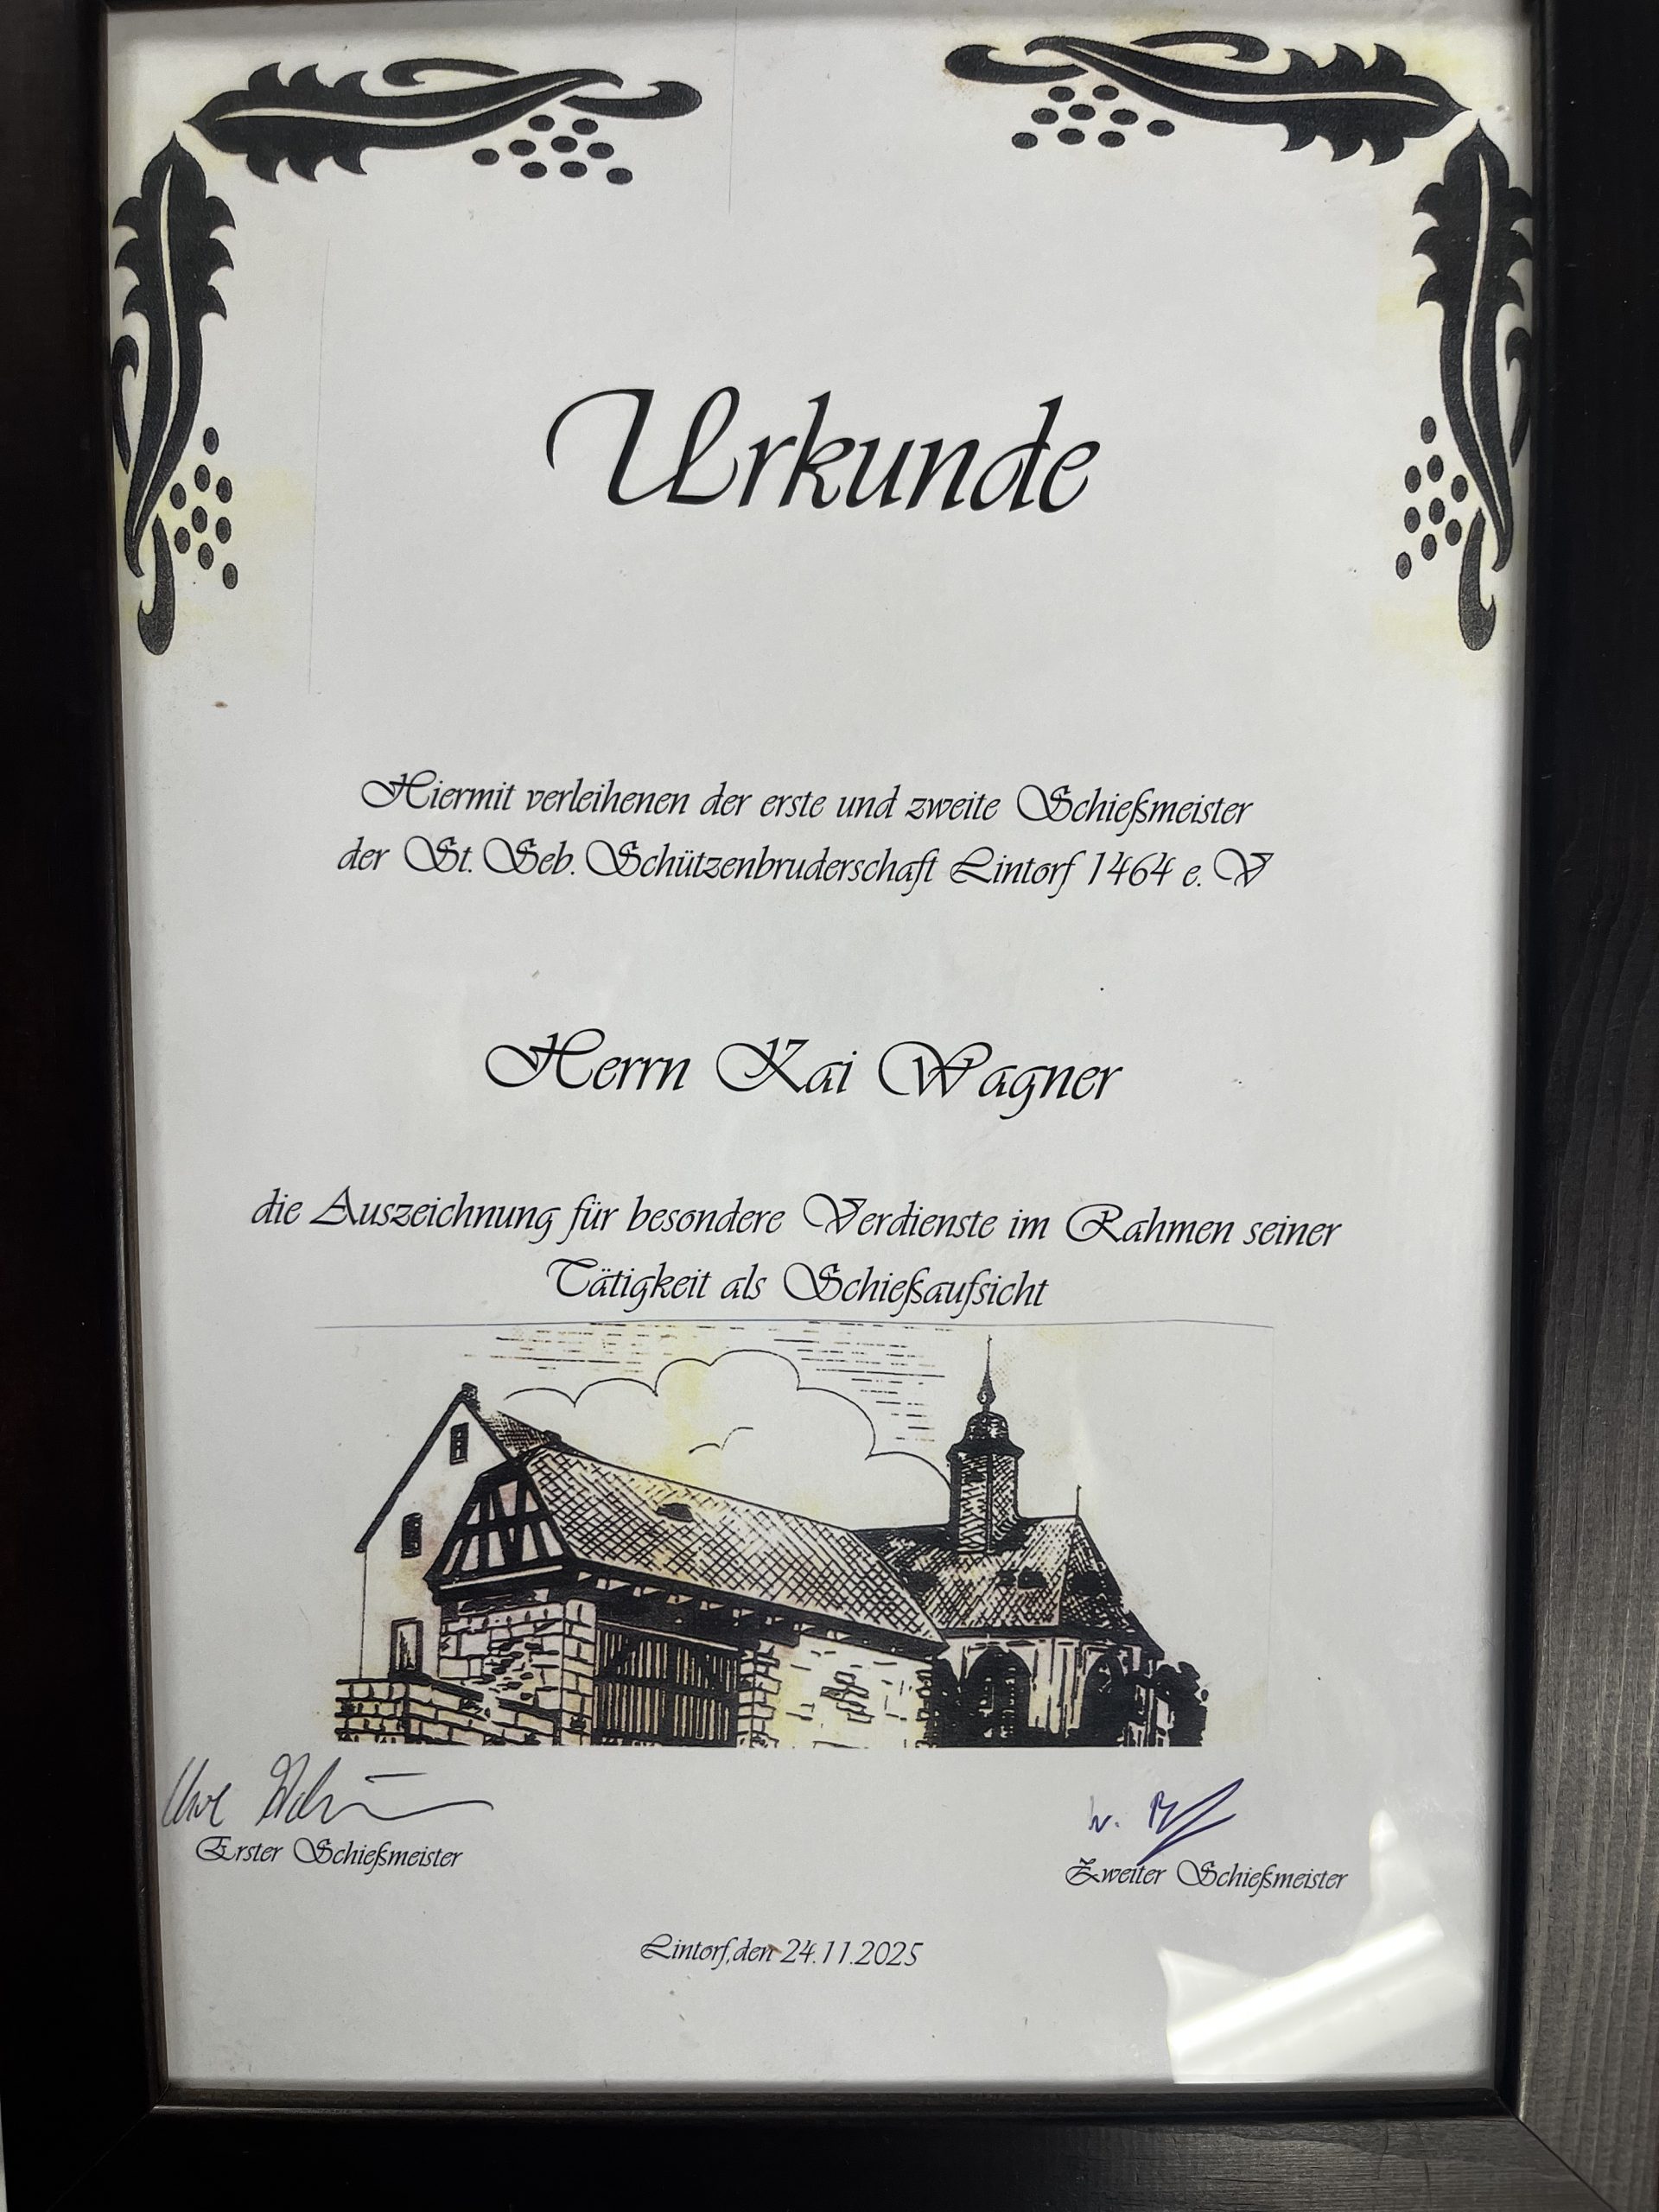 Urkunde
Hiermit verleihenen der erste und zweite Schießmeister
der St. Seb. Schützenbruderschaft Lintorf 1464 e. V
Herrn Kai Wagner
die Auszeichnung für besondere Verdienste im Rahmen seiner
Tätigkeit als Schießaufsicht
Uwe
Erster Schießmeister
Zweiter Schießmeister
Lintorf,den 24.11.2025